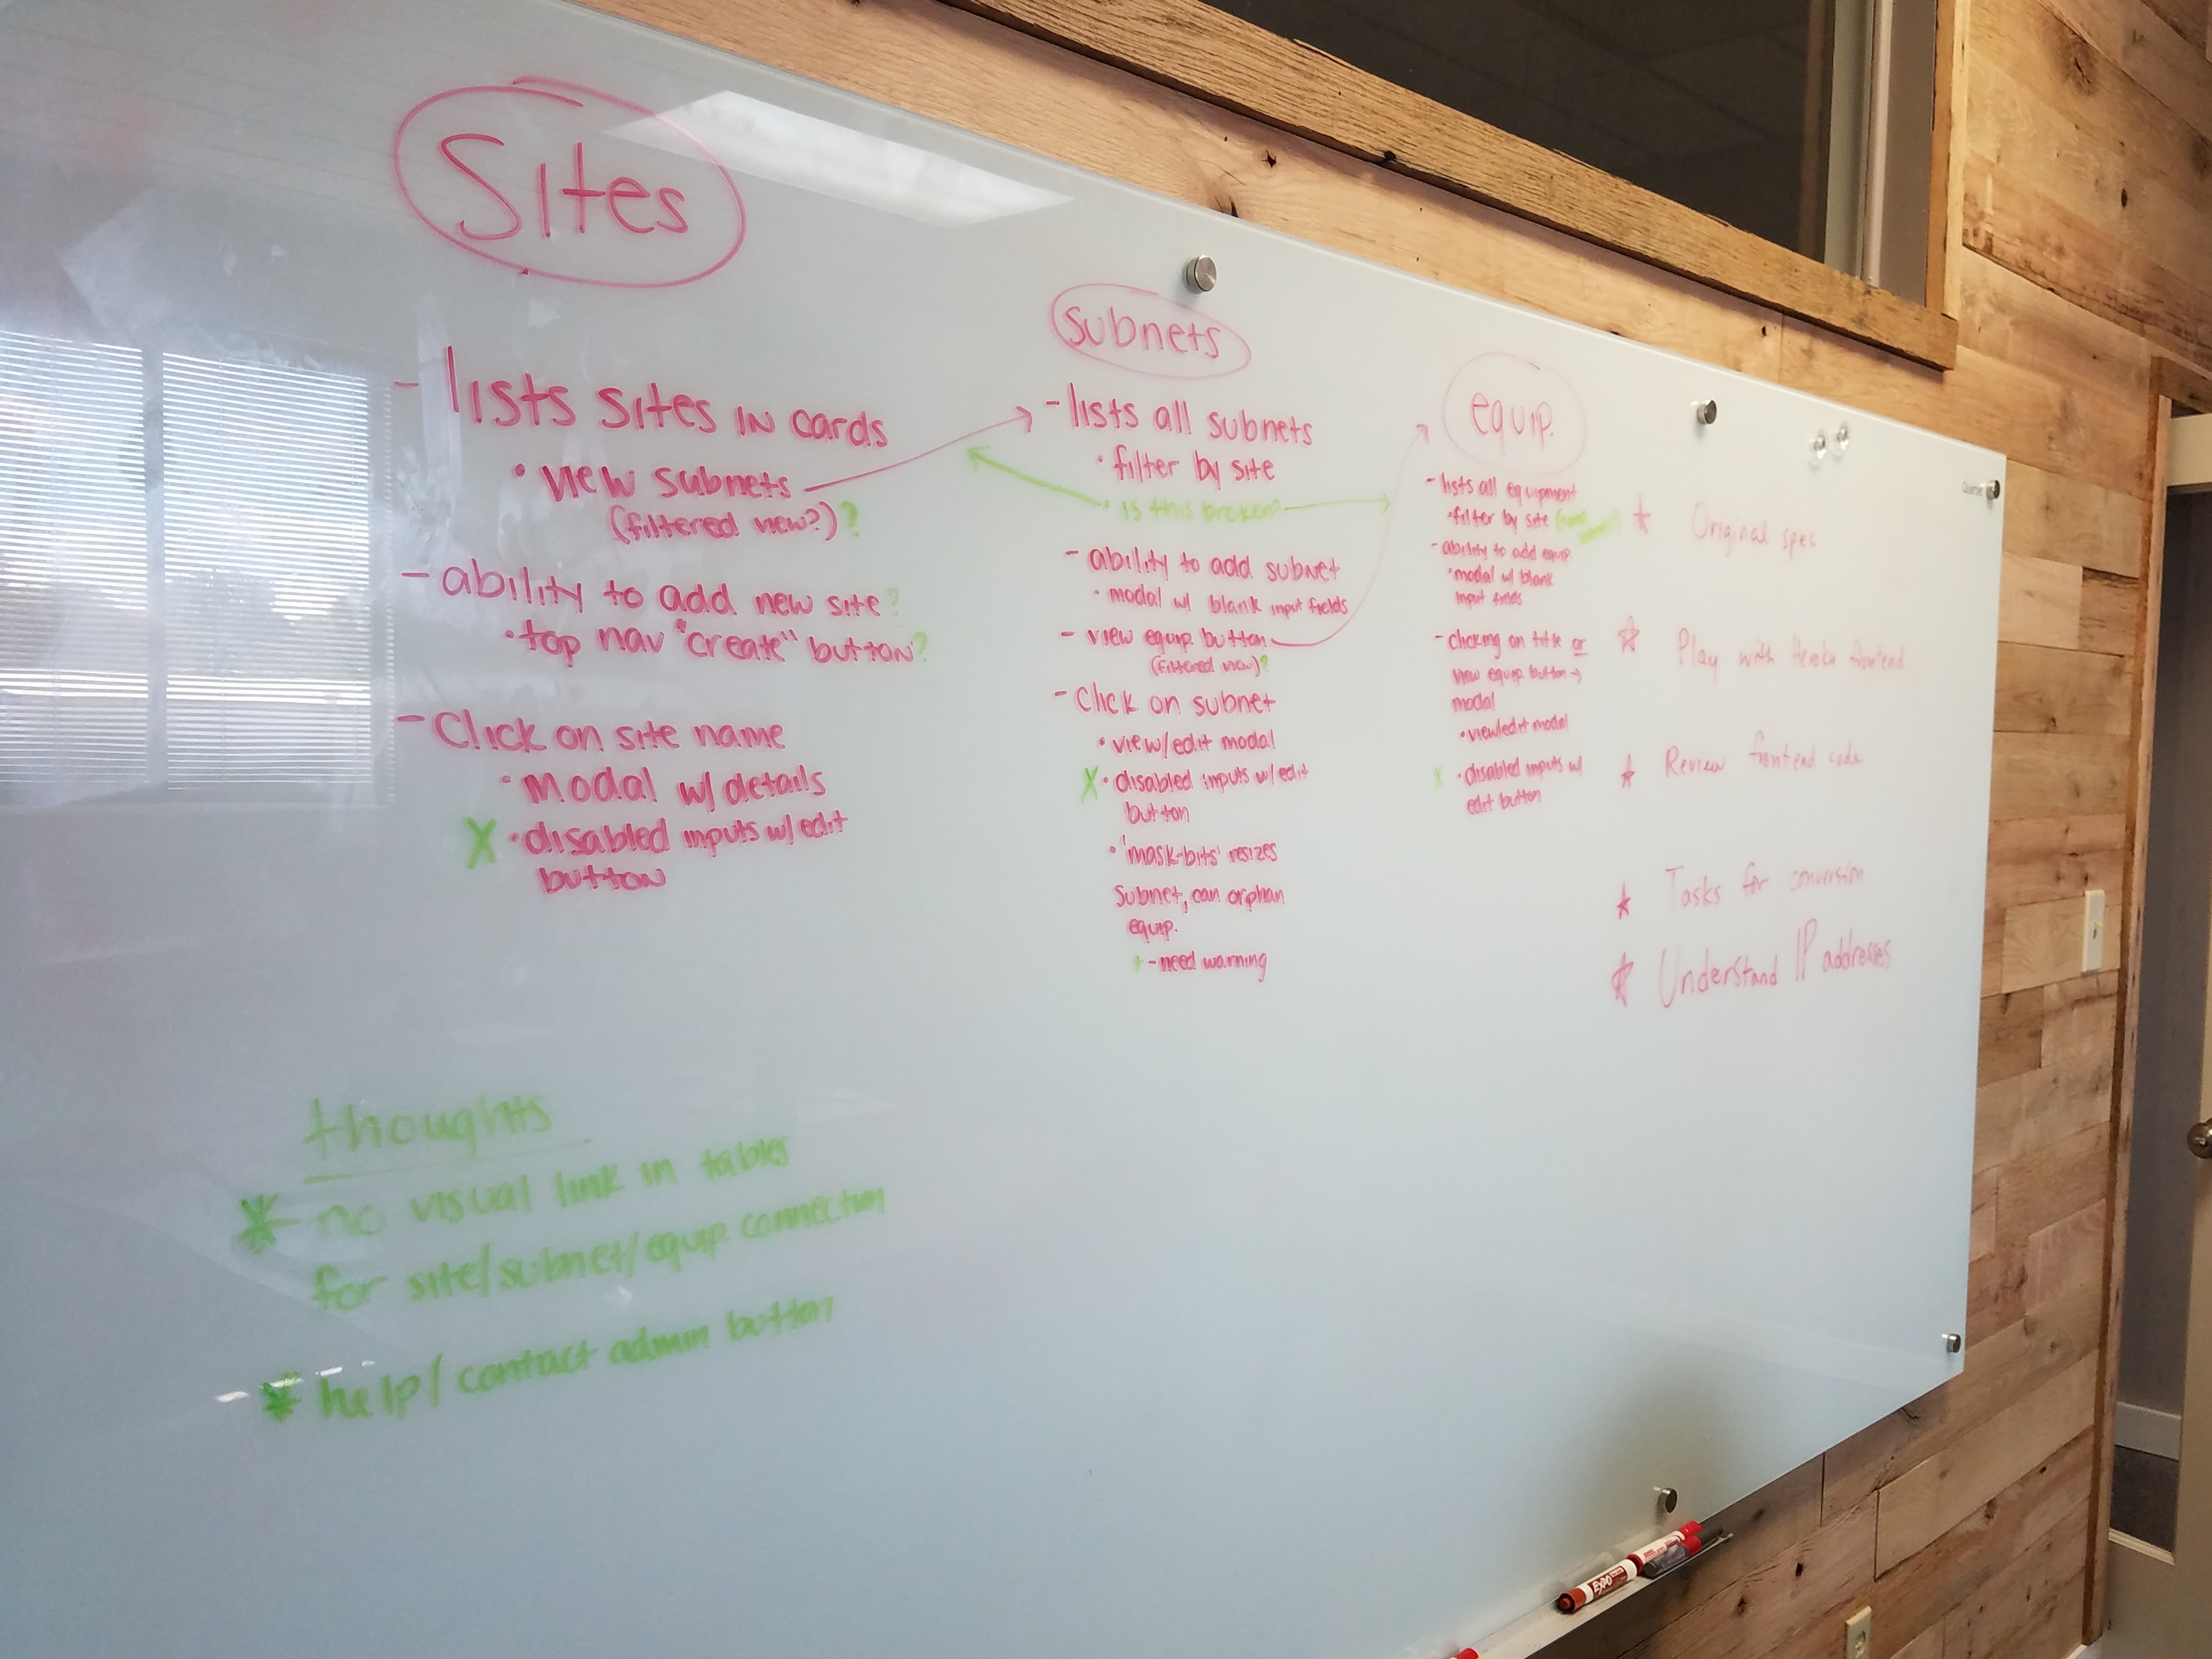 Sites
- lists sites in cards
• view subnets
(filtered view?)?
- ability to add new site?
• top nav "create" button?
- Click on site name
• Modal w/ details
X • disabled inputs w/ edit
button
subnets
- lists all subnets
• filter by site
• Is this broken?
- ability to add subnet
• modal w/ blank input fields
- view equip. button
(filtered view)?
- Click on subnet
• view/edit modal
X • disabled inputs w/ edit
button
• 'mask-bits' resizes
subnet, can orphan
equip.
+ - need warning
equip.
- lists all equipment
• filter by site
- ability to add equip.
• modal w/ blank
input fields
- clicking on title or
view equip button →
modal
• view/edit modal
X • disabled inputs w/
edit button
Original spec
Play with Heroku frontend
Review frontend code
Tasks for conversion
Understand IP addresses
thoughts
* no visual link in tables
for site/subnet/equip. connection
* help/contact admin button
EXPO